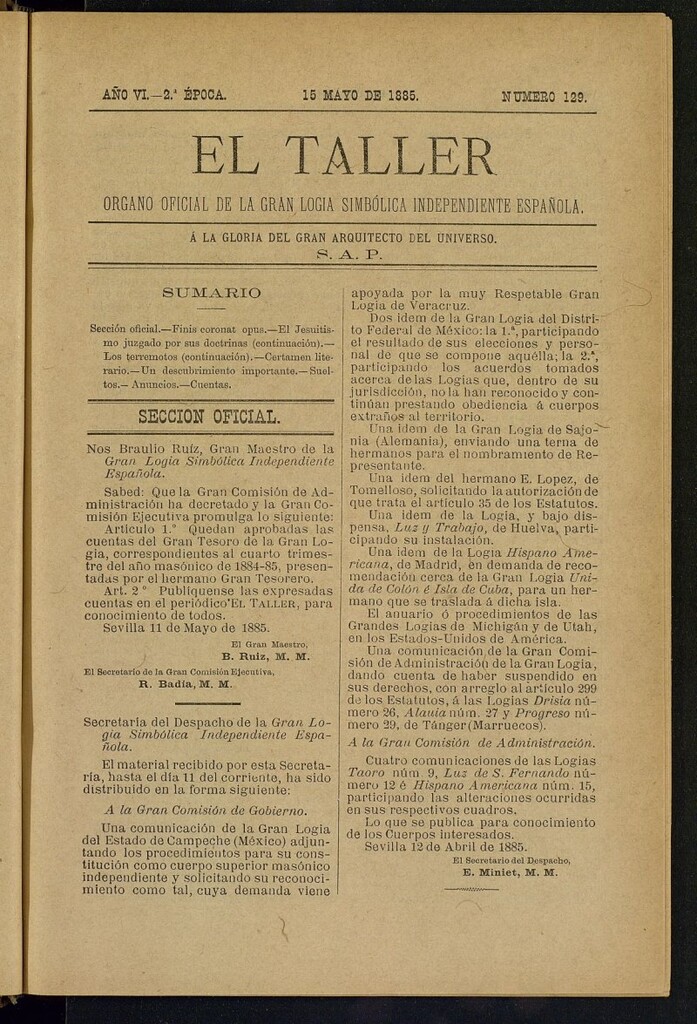 AÑO VI.—2.ª ÉPOCA. 15 MAYO DE 1885. NUMERO 129.
EL TALLER
ORGANO OFICIAL DE LA GRAN LOGIA SIMBÓLICA INDEPENDIENTE ESPAÑOLA.
Á LA GLORIA DEL GRAN ARQUITECTO DEL UNIVERSO.
S. A. P.
SUMARIO
Sección oficial.—Finis coronat opus.—El Jesuitis-
mo juzgado por sus doctrinas (continuación).—
Los terremotos (continuación).—Certamen lite-
rario.—Un descubrimiento importante.—Suel-
tos.—Anuncios.—Cuentas.
SECCION OFICIAL.
Nos Braulio Ruíz, Gran Maestro de la
Gran Logia Simbólica Independiente
Española.
Sabed: Que la Gran Comisión de Ad-
ministración ha decretado y la Gran Co-
misión Ejecutiva promulga lo siguiente:
Artículo 1.º Quedan aprobadas las
cuentas del Gran Tesoro de la Gran Lo-
gia, correspondientes al cuarto trimes-
tre del año masónico de 1884-85, presen-
tadas por el hermano Gran Tesorero.
Art. 2º Publíquense las expresadas
cuentas en el periódico EL TALLER, para
conocimiento de todos.
Sevilla 11 de Mayo de 1885.
El Gran Maestro,
B. Ruiz, M. M.
El Secretario de la Gran Comisión Ejecutiva,
R. Badía, M. M.
Secretaría del Despacho de la Gran Lo-
gia Simbólica Independiente Espa-
ñola.
El material recibido por esta Secreta-
ría, hasta el día 11 del corriente, ha sido
distribuido en la forma siguiente:
A la Gran Comisión de Gobierno.
Una comunicación de la Gran Logia
del Estado de Campeche (México) adjun-
tando los procedimientos para su cons-
titución como cuerpo superior masónico
independiente y solicitando su reconoci-
miento como tal, cuya demanda viene
apoyada por la muy Respetable Gran
Logia de Veracruz.
Dos idem de la Gran Logia del Distri-
to Federal de México: la 1.ª, participando
el resultado de sus elecciones y perso-
nal de que se compone aquélla; la 2.ª,
participando los acuerdos tomados
acerca de las Logias que, dentro de su
jurisdicción, no la han reconocido y con-
tinúan prestando obediencia á cuerpos
extraños al territorio.
Una idem de la Gran Logia de Sajo-
nia (Alemania), enviando una terna de
hermanos para el nombramiento de Re-
presentante.
Una idem del hermano E. Lopez, de
Tomelloso, solicitando la autorización de
que trata el artículo 35 de los Estatutos.
Una idem de la Logia, y bajo dis-
pensa, Luz y Trabajo, de Huelva, parti-
cipando su instalación.
Una idem de la Logia Hispano Ame-
ricana, de Madrid, en demanda de reco-
mendación cerca de la Gran Logia Uni-
da de Colón é Isla de Cuba, para un her-
mano que se traslada á dicha isla.
El anuario ó procedimientos de las
Grandes Logias de Michigán y de Utah,
en los Estados-Unidos de América.
Una comunicación de la Gran Comi-
sión de Administración de la Gran Logia,
dando cuenta de haber suspendido en
sus derechos, con arreglo al artículo 299
de los Estatutos, á las Logias Drisia nú-
mero 26, Alauia núm. 27 y Progreso nú-
mero 29, de Tánger (Marruecos).
A la Gran Comisión de Administración.
Cuatro comunicaciones de las Logias
Taoro núm 9, Luz de S. Fernando nú-
mero 12 é Hispano Americana núm. 15,
participando las alteraciones ocurridas
en sus respectivos cuadros.
Lo que se publica para conocimiento
de los Cuerpos interesados.
Sevilla 12 de Abril de 1885.
El Secretario del Despacho,
E. Miniet, M. M.